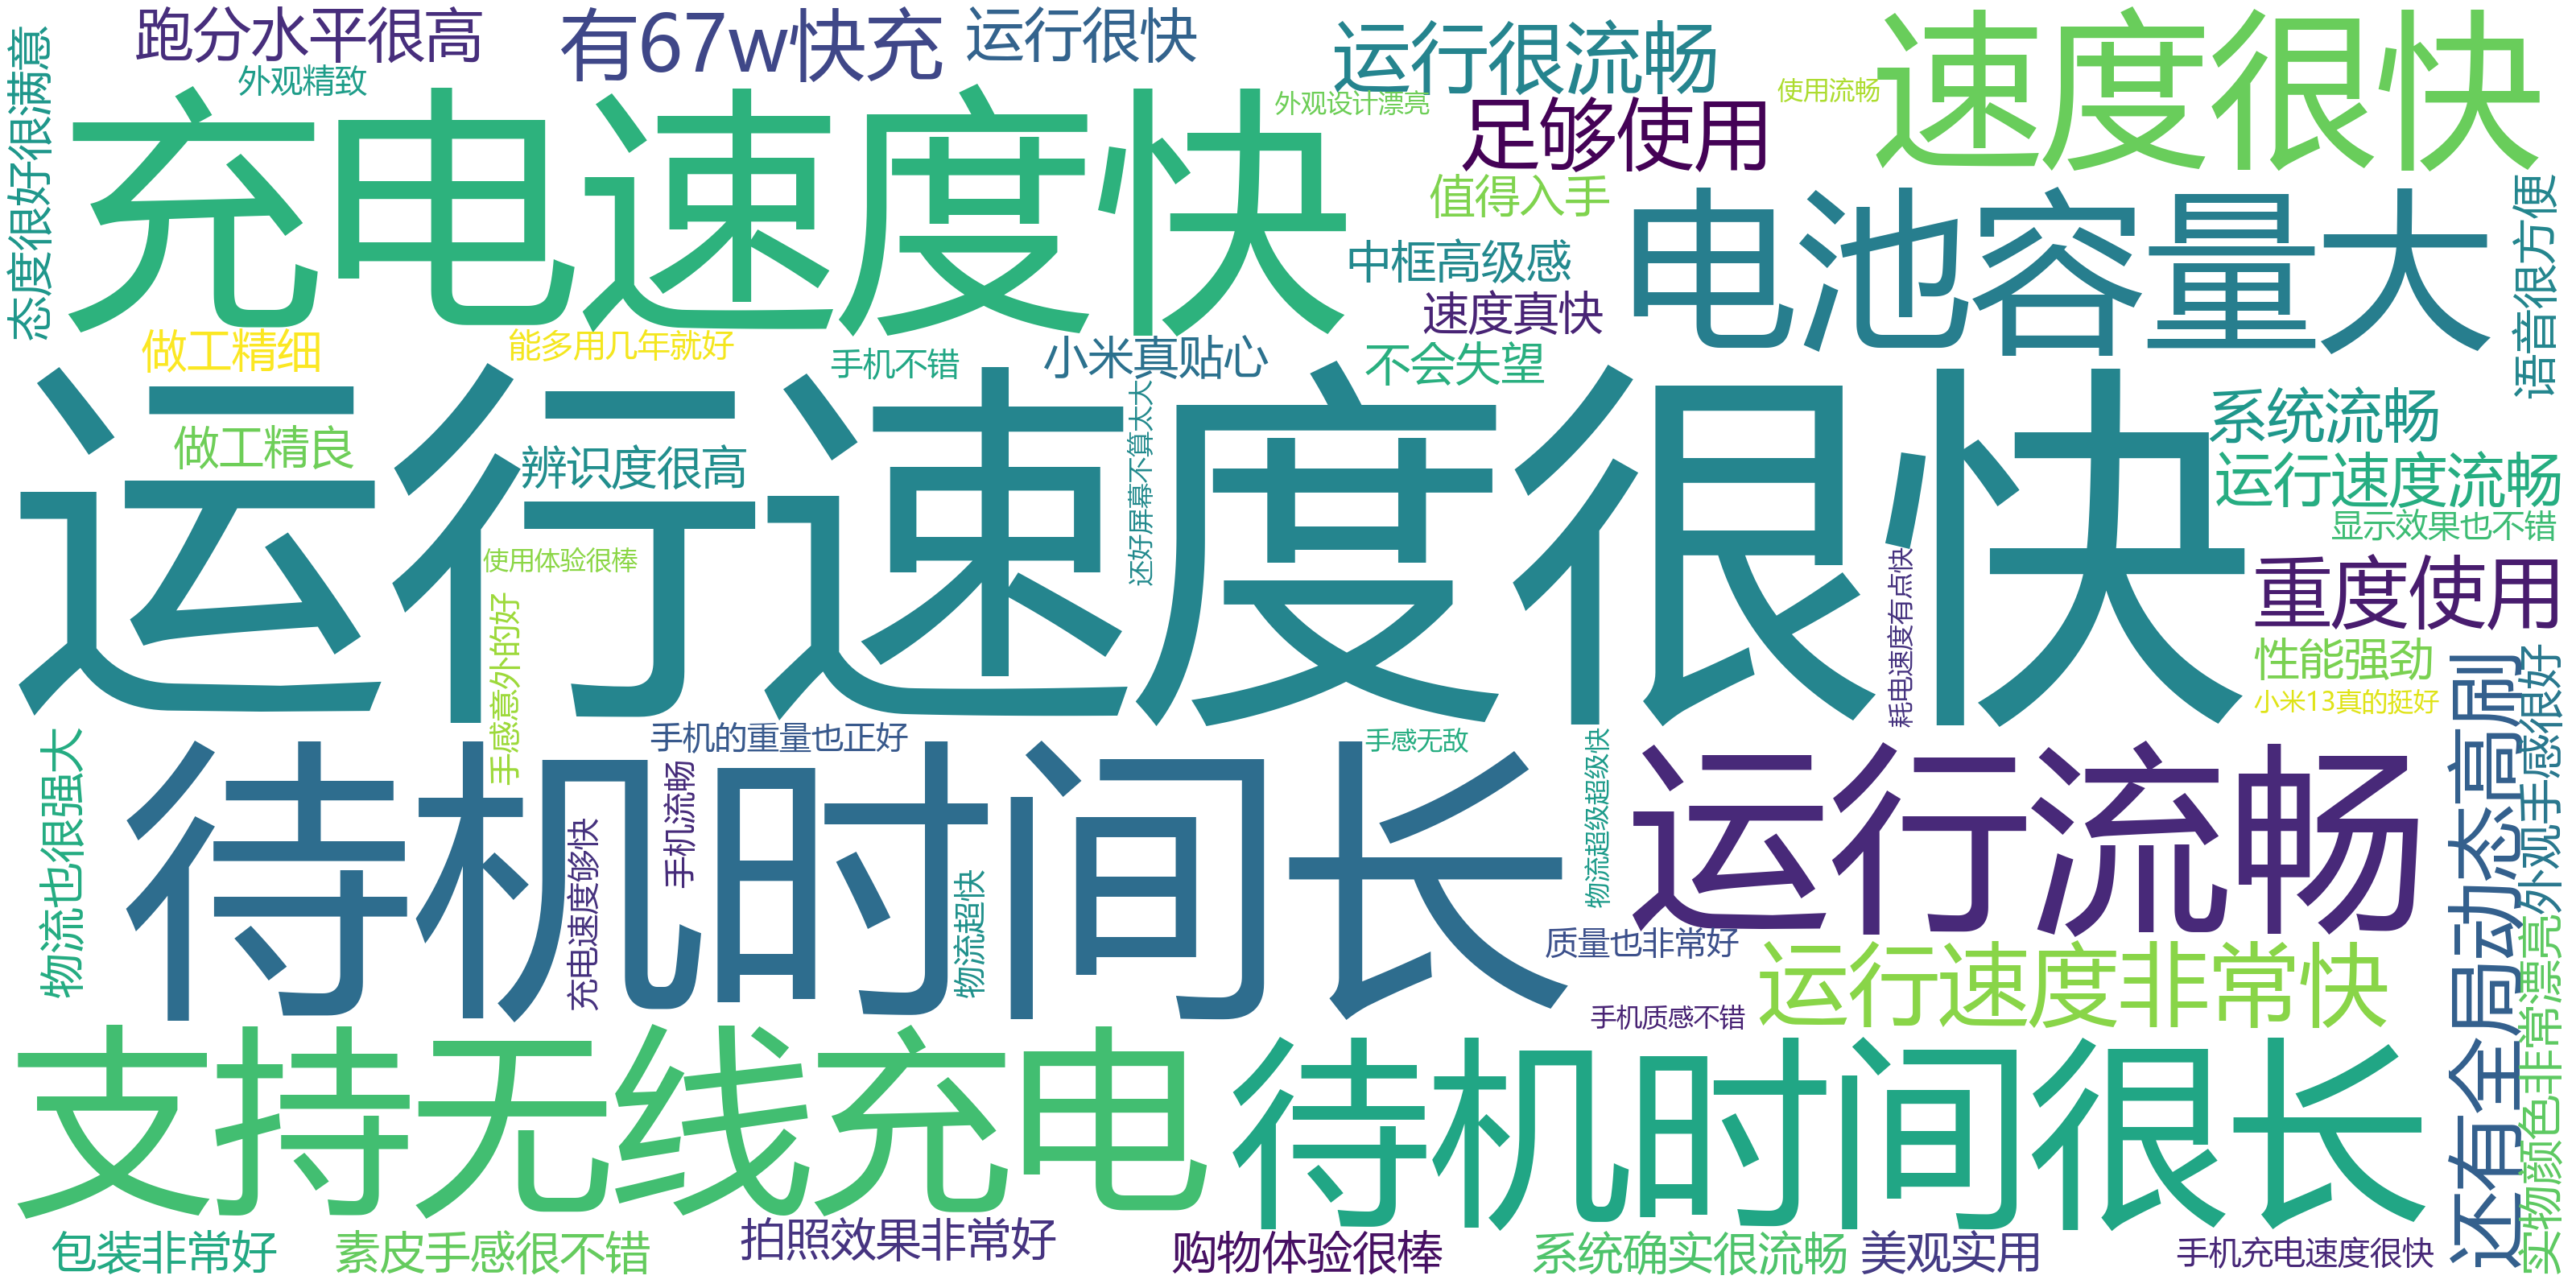 跑分水平很高
有67w快充
运行很快
运行很流畅
速度很快
外观精致
外观设计漂亮
使用流畅
态度很好很满意
充电速度快
足够使用
值得入手
电池容量大
语音很方便
中框高级感
速度真快
做工精细
能多用几年就好
手机不错
小米真贴心
不会失望
运行速度很快
做工精良
辨识度很高
还好屏幕不算太大
系统流畅
运行速度流畅
显示效果也不错
使用体验很棒
手感意外的好
耗电速度有点快
重度使用
性能强劲
小米13真的挺好
还有全局动态高刷
外观手感很好
手机的重量也正好
手感无敌
物流也很强大
待机时间长
手机流畅
充电速度够快
物流超快
物流超级超级快
运行流畅
质量也非常好
运行速度非常快
手机质感不错
实物颜色非常漂亮
支持无线充电
待机时间很长
包装非常好
素皮手感很不错
拍照效果非常好
购物体验很棒
系统确实很流畅
美观实用
手机充电速度很快